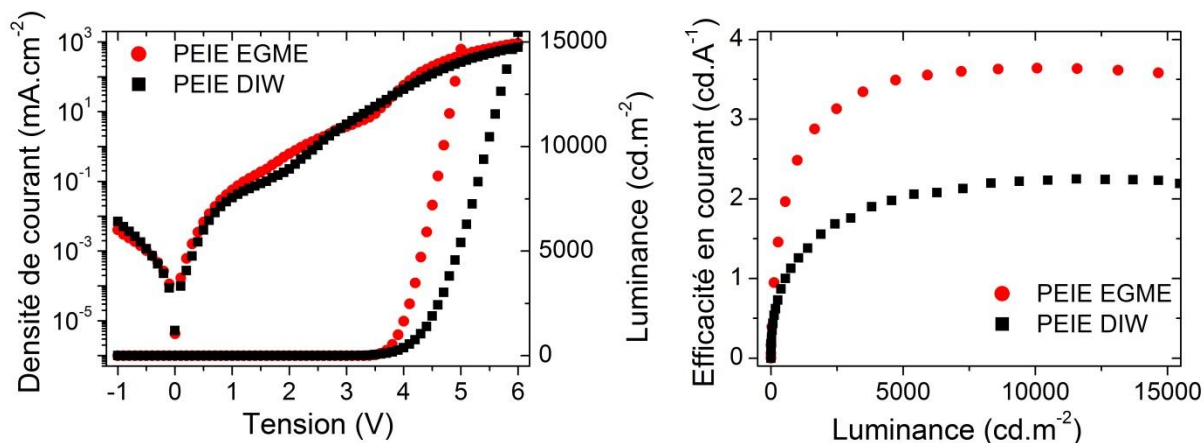 Densité de courant (mA.cm-2)
10³
10¹
10-1
10-3
10-5
PEIE EGME
PEIE DIW
-1 0 1 2 3 4 5 6
Tension (V)
15000
10000
5000
0
Luminance (cd.m-2)
Efficacité en courant (cd.A-1)
4
3
2
1
0
PEIE EGME
PEIE DIW
0 5000 10000 15000
Luminance (cd.m-2)